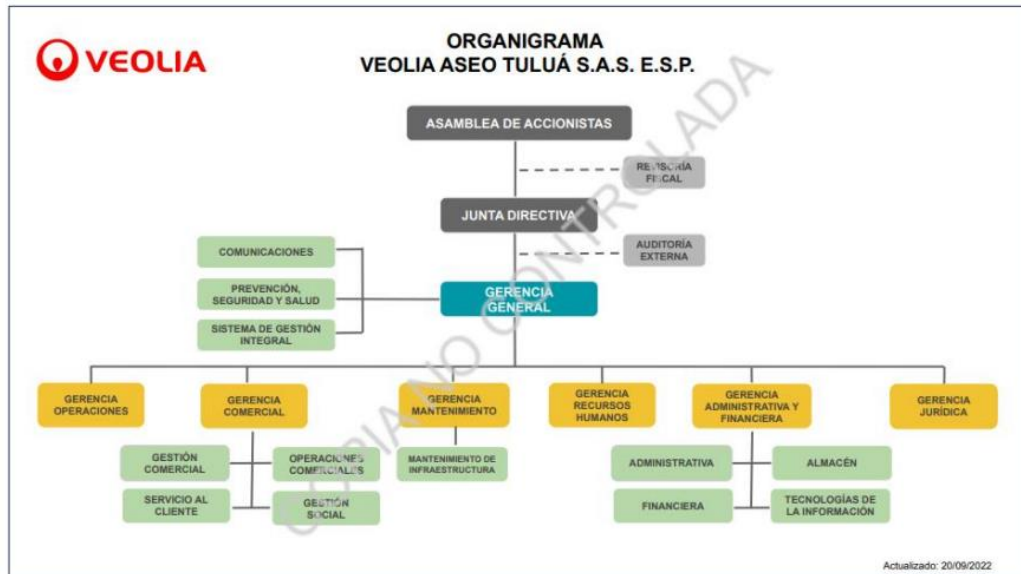 VEOLIA
ORGANIGRAMA
VEOLIA ASEO TULUÁ S.A.S. E.S.P.
ASAMBLEA DE ACCIONISTAS
REVISORÍA
FISCAL
JUNTA DIRECTIVA
AUDITORÍA
EXTERNA
COMUNICACIONES
PREVENCIÓN,
SEGURIDAD Y SALUD
SISTEMA DE GESTIÓN
INTEGRAL
GERENCIA
GENERAL
GERENCIA
OPERACIONES
GERENCIA
COMERCIAL
GERENCIA
MANTENIMIENTO
GERENCIA
RECURSOS
HUMANOS
GERENCIA
ADMINISTRATIVA Y
FINANCIERA
GERENCIA
JURÍDICA
GESTIÓN
COMERCIAL
OPERACIONES
COMERCIALES
SERVICIO AL
CLIENTE
GESTIÓN
SOCIAL
MANTENIMIENTO DE
INFRAESTRUCTURA
ADMINISTRATIVA
ALMACÉN
FINANCIERA
TECNOLOGÍAS DE
LA INFORMACIÓN
COPIA NO CONTROLADA
Actualizado: 20/09/2022